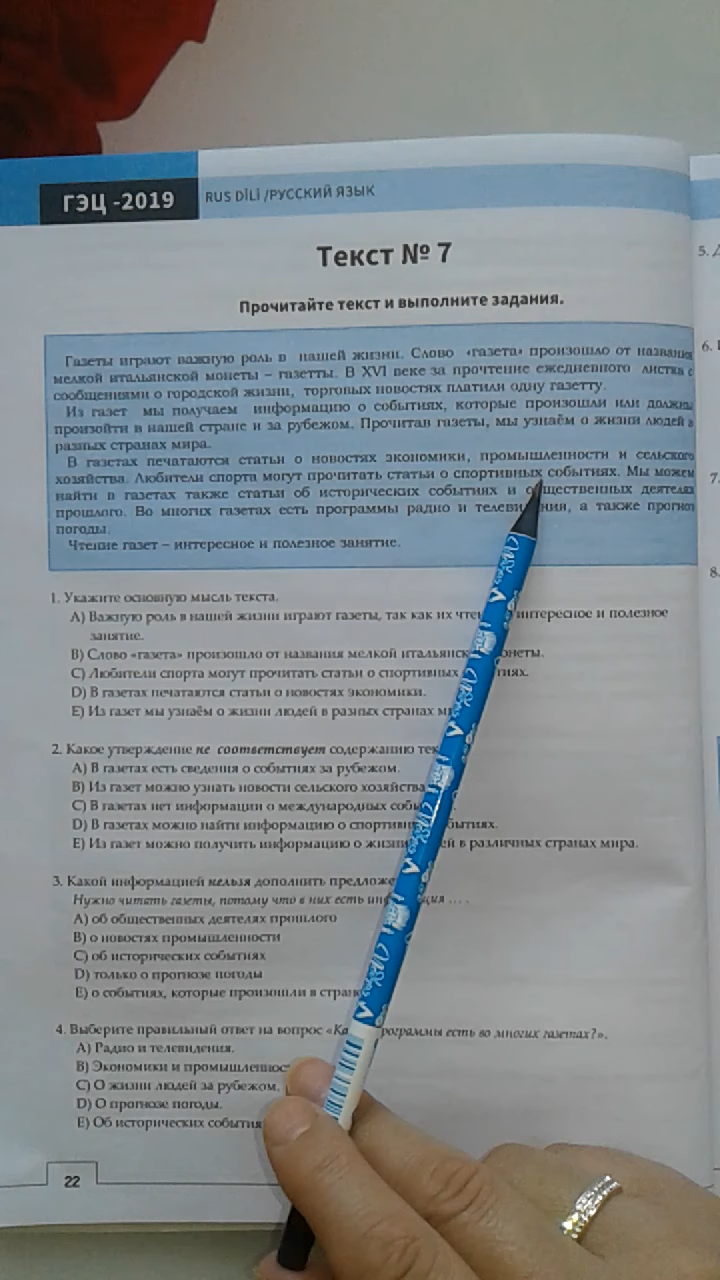 ГЭЦ -2019
RUS DİLİ /РУССКИЙ ЯЗЫК
Текст № 7
Прочитайте текст и выполните задания.
Газеты играют важную роль в нашей жизни. Слово «газета» произошло от названия
мелкой итальянской монеты – газетты. В XVI веке за прочтение ежедневного листка с
сообщениями о городской жизни, торговых новостях платили одну газетту.
Из газет мы получаем информацию о событиях, которые произошли или должны
произойти в нашей стране и за рубежом. Прочитав газеты, мы узнаём о жизни людей в
разных странах мира.
В газетах печатаются статьи о новостях экономики, промышленности и сельского
хозяйства. Любители спорта могут прочитать статьи о спортивных событиях. Мы можем
найти в газетах также статьи об исторических событиях и деятелях
прошлого. Во многих газетах есть программы радио и а также прогноз
погоды.
Чтение газет – интересное и полезное занятие.
1. Укажите основную мысль текста.
A) Важную роль в нашей жизни играют газеты, так как их интересное и полезное
занятие.
B) Слово «газета» произошло от названия мелкой
C) Любители спорта могут прочитать статьи о спортивных
D) В газетах печатаются статьи о новостях экономики.
E) Из газет мы узнаём о жизни людей в разных странах
2. Какое утверждение не соответствует содержанию
A) В газетах есть сведения о событиях за рубежом.
B) Из газет можно узнать новости сельского хозяйства
C) В газетах нет информации о международных
D) В газетах можно найти информацию о
E) Из газет можно получить информацию о в различных странах мира.
3. Какой информацией нельзя дополнить
Нужно читать газеты, потому что в них есть ... .
A) об общественных деятелях прошлого
B) о новостях промышленности
C) об исторических событиях
D) только о прогнозе погоды
E) о событиях, которые произошли в
4. Выберите правильный ответ на вопрос есть во многих газетах?».
A) Радио и телевидения.
B) Экономики и
C) О жизни людей за рубежом.
D) О прогнозе погоды.
E) Об исторических
22
5.
6.
7.
8.